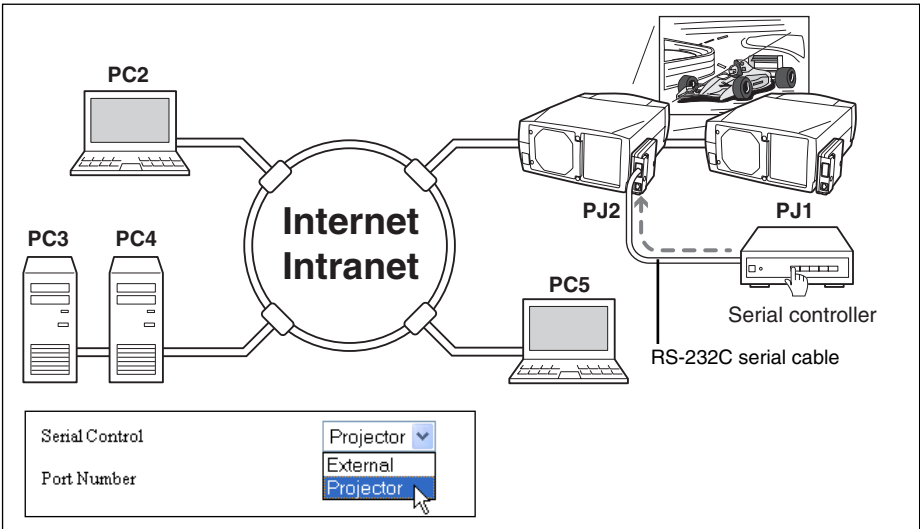 PC2
PJ2
PJ1
Internet
Intranet
PC3
PC4
PC5
Serial controller
RS-232C serial cable
Serial Control
Projector
External
Projector
Port Number